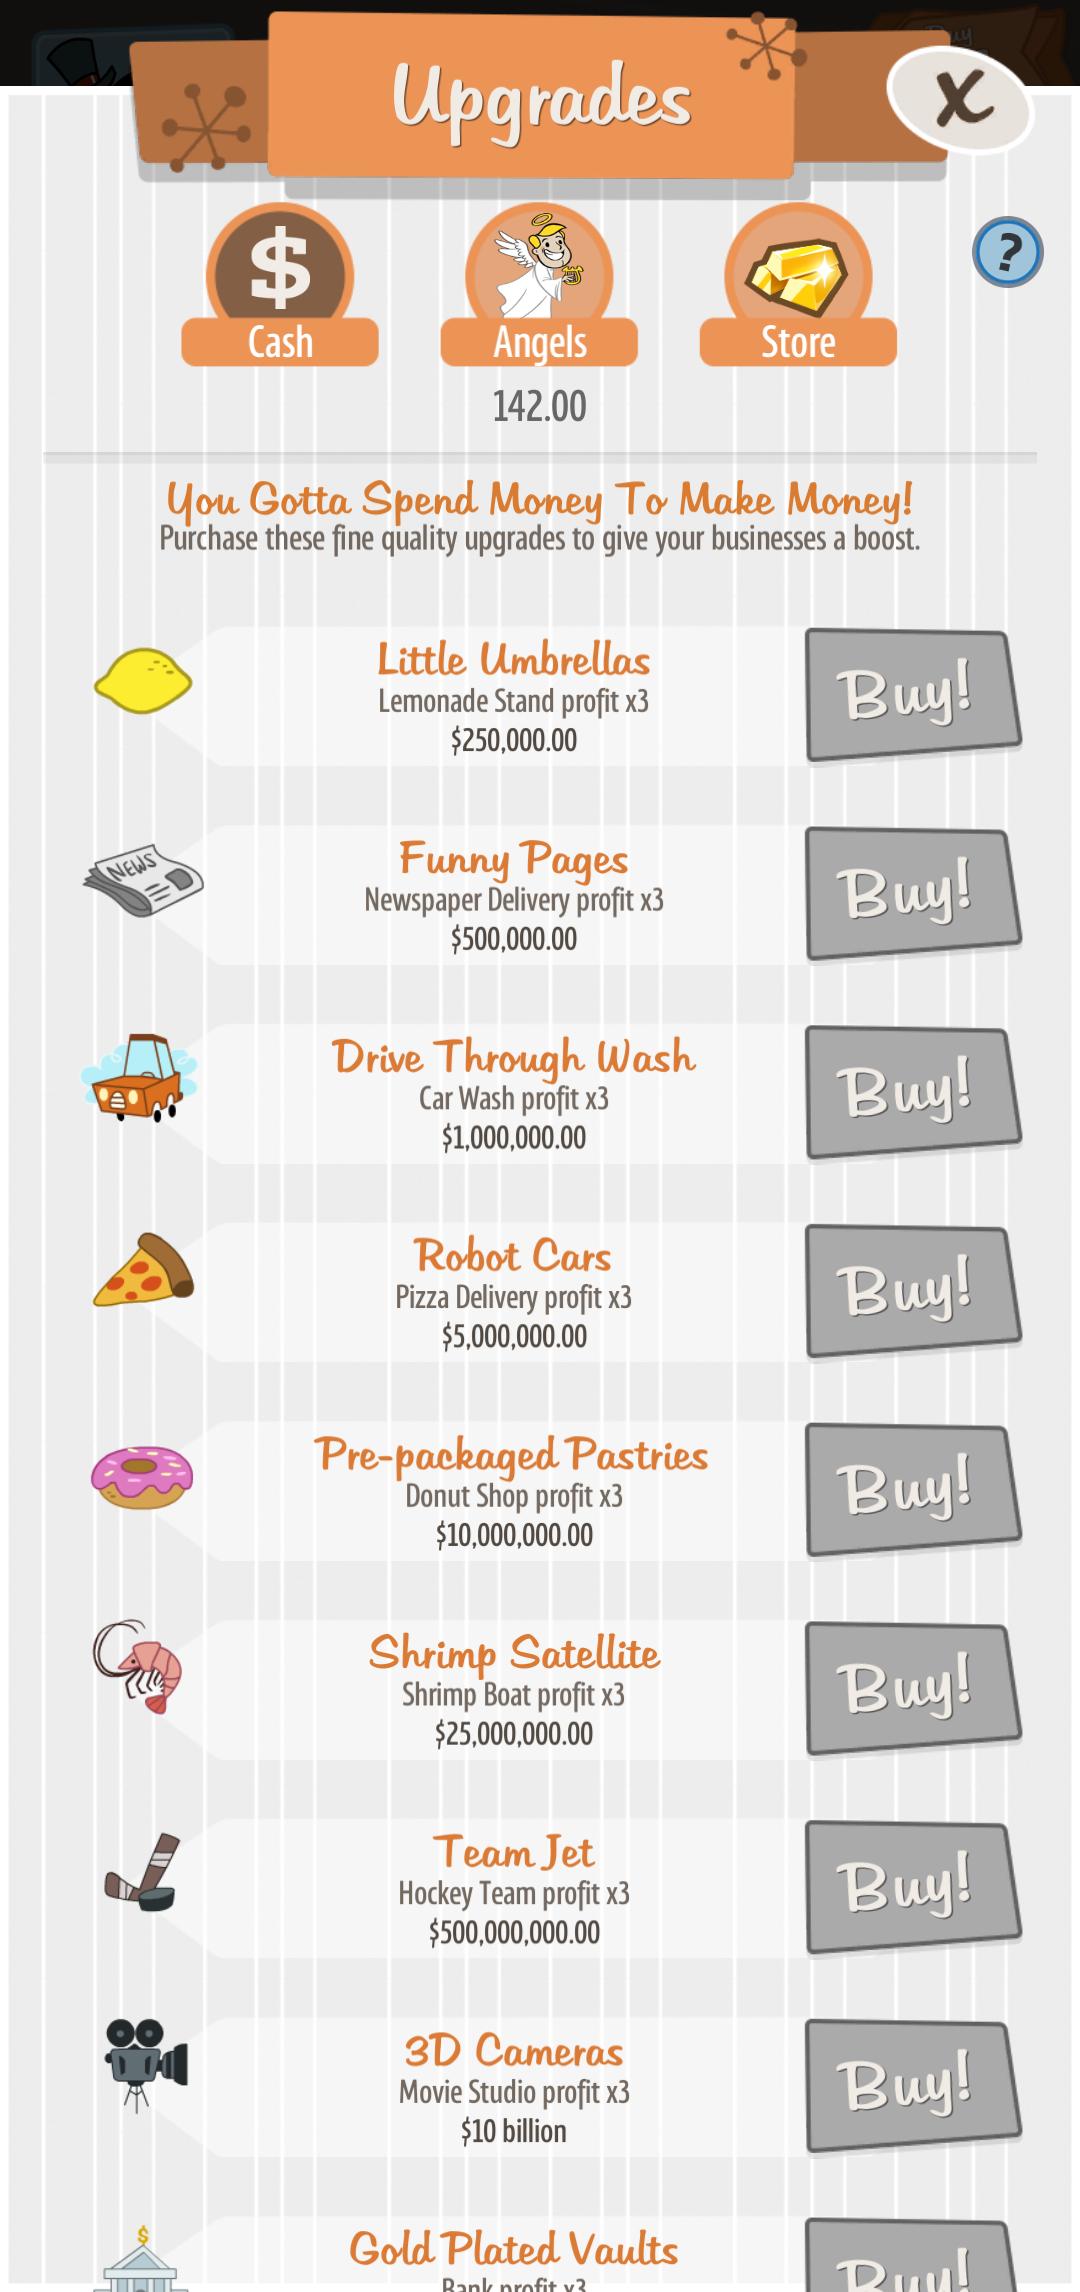 Buy
Upgrades
X
$
?
Cash
Angels
Store
142.00
You Gotta Spend Money To Make Money!
Purchase these fine quality upgrades to give your businesses a boost.
Little Umbrellas
Lemonade Stand profit x3
$250,000.00
Buy!
NEWS
Funny Pages
Newspaper Delivery profit x3
$500,000.00
Buy!
Drive Through Wash
Car Wash profit x3
$1,000,000.00
Buy!
Robot Cars
Pizza Delivery profit x3
$5,000,000.00
Buy!
Pre-packaged Pastries
Donut Shop profit x3
$10,000,000.00
Buy!
Shrimp Satellite
Shrimp Boat profit x3
$25,000,000.00
Buy!
Team Jet
Hockey Team profit x3
$500,000,000.00
Buy!
3D Cameras
Movie Studio profit x3
$10 billion
Buy!
$
Gold Plated Vaults
Bank profit x3
Buy!